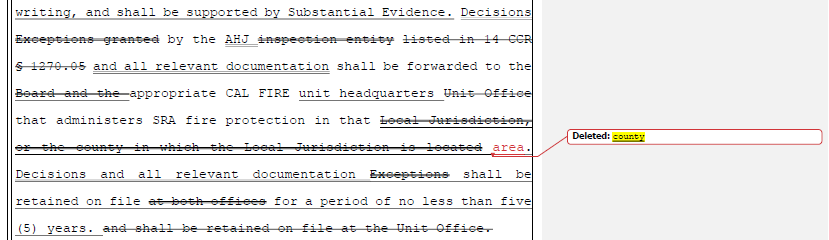 writing, and shall be supported by Substantial Evidence. Decisions
Exceptions granted by the AHJ inspection entity listed in 14 CCR
§ 1270.05 and all relevant documentation shall be forwarded to the
Board and the appropriate CAL FIRE unit headquarters Unit Office
that administers SRA fire protection in that Local Jurisdiction,
or the county in which the Local Jurisdiction is located area.
Deleted: county
Decisions and all relevant documentation Exceptions shall be
retained on file at both offices for a period of no less than five
(5) years. and shall be retained on file at the Unit Office.